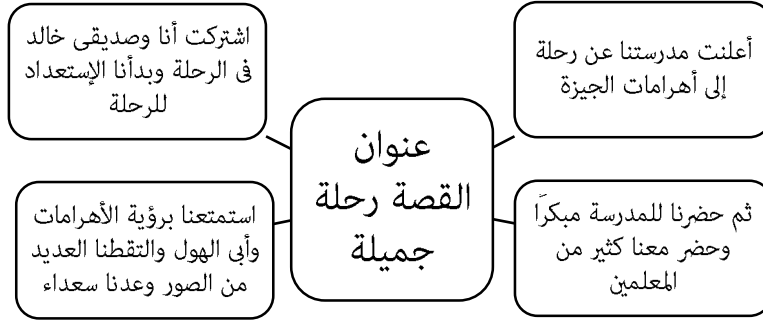 أعلنت مدرستنا عن رحلة
إلى أهرامات الجيزة
اشتركت أنا وصديقى خالد
فى الرحلة وبدأنا الإستعداد
للرحلة
عنوان
القصة رحلة
جميلة
ثم حضرنا للمدرسة مبكرًا
وحضر معنا كثير من
المعلمين
استمتعنا برؤية الأهرامات
وأبى الهول والتقطنا العديد
من الصور وعدنا سعداء